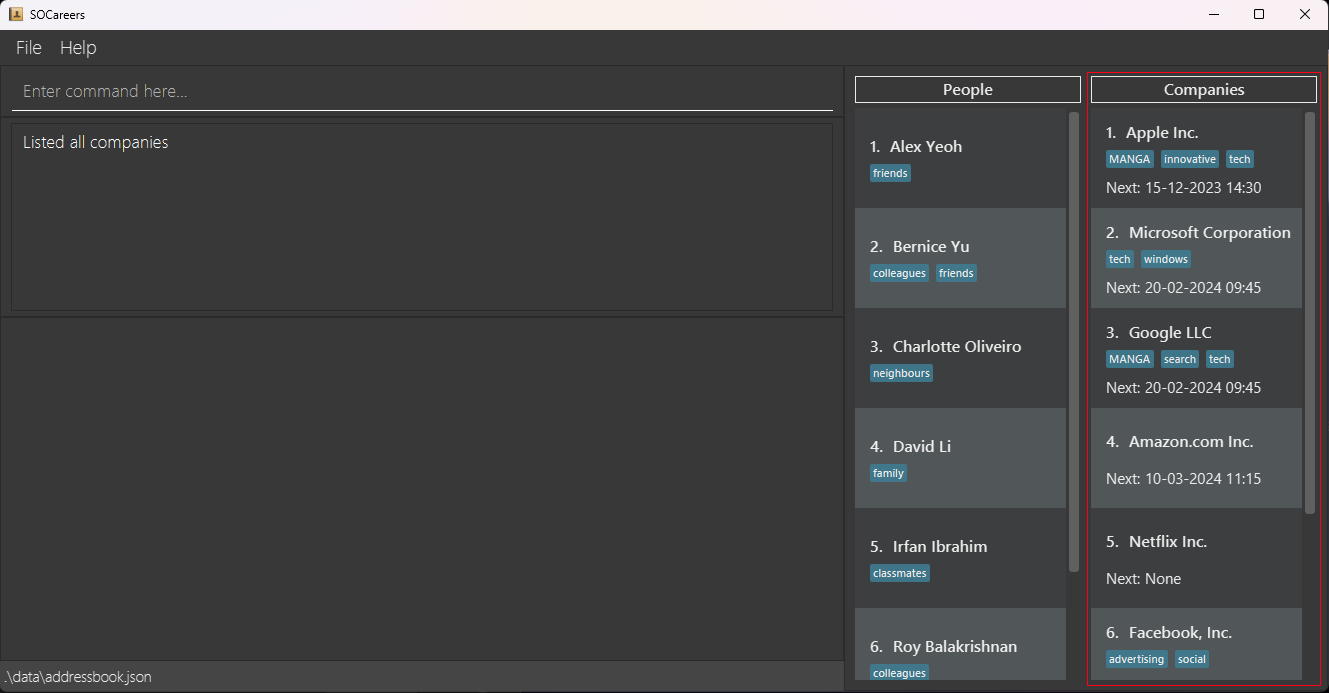 SOCareers
File Help
Enter command here...
Listed all companies
.\data\addressbook.json
People
1. Alex Yeoh
friends
2. Bernice Yu
colleagues friends
3. Charlotte Oliveiro
neighbours
4. David Li
family
5. Irfan Ibrahim
classmates
6. Roy Balakrishnan
colleagues
Companies
1. Apple Inc.
MANGA innovative tech
Next: 15-12-2023 14:30
2. Microsoft Corporation
tech windows
Next: 20-02-2024 09:45
3. Google LLC
MANGA search tech
Next: 20-02-2024 09:45
4. Amazon.com Inc.
Next: 10-03-2024 11:15
5. Netflix Inc.
Next: None
6. Facebook, Inc.
advertising social